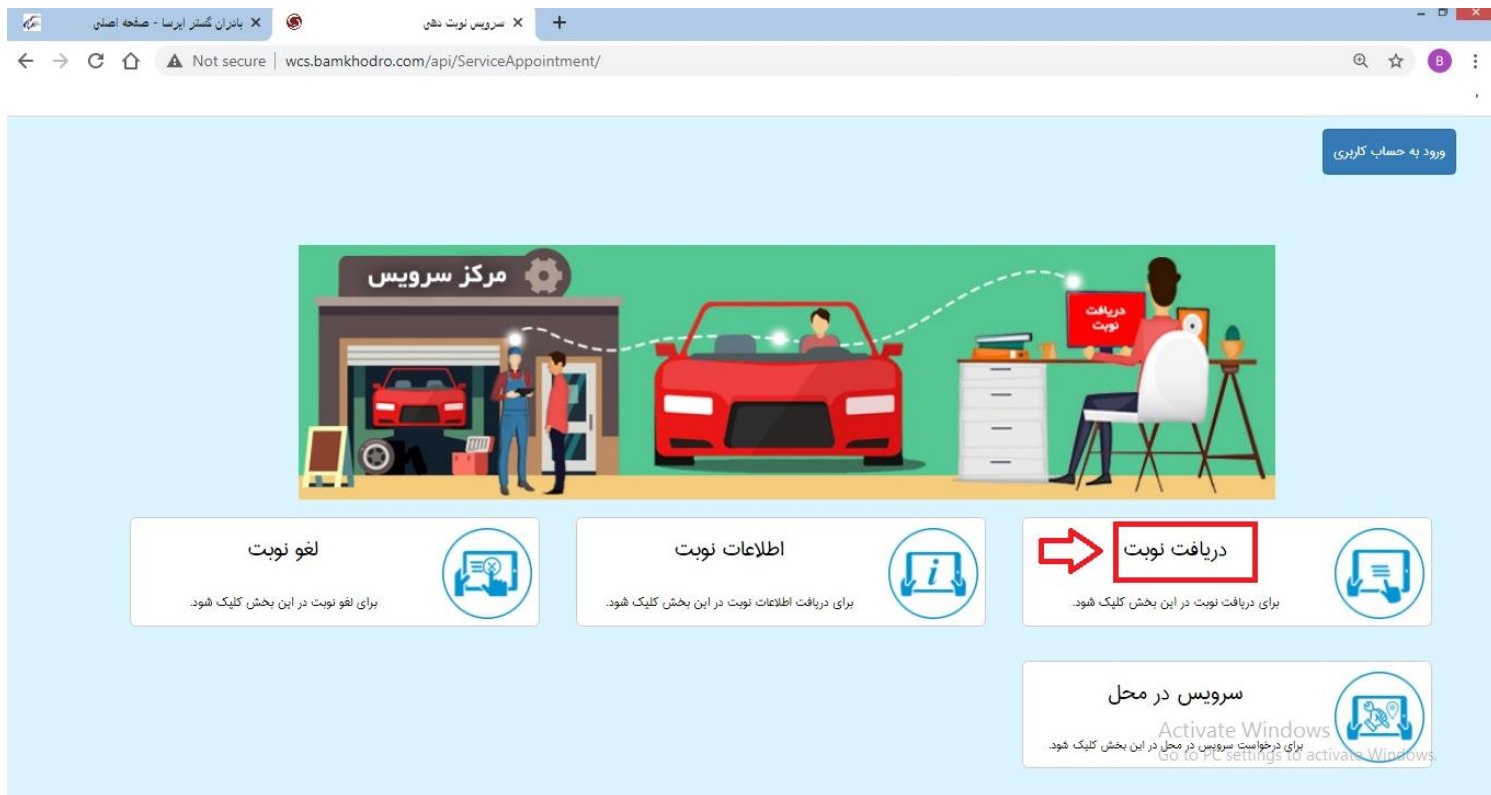 بادران گستر ایرسا - صفحه اصلی
سرویس نوبت دهی
Not secure | wcs.bamkhodro.com/api/ServiceAppointment/
B
ورود به حساب کاربری
مرکز سرویس
دریافت
نوبت
دریافت نوبت
برای دریافت نوبت در این بخش کلیک شود.
اطلاعات نوبت
برای دریافت اطلاعات نوبت در این بخش کلیک شود.
لغو نوبت
برای لغو نوبت در این بخش کلیک شود.
سرویس در محل
برای درخواست سرویس در محل در این بخش کلیک شود.
Activate Windows
Go to PC settings to activate Windows.